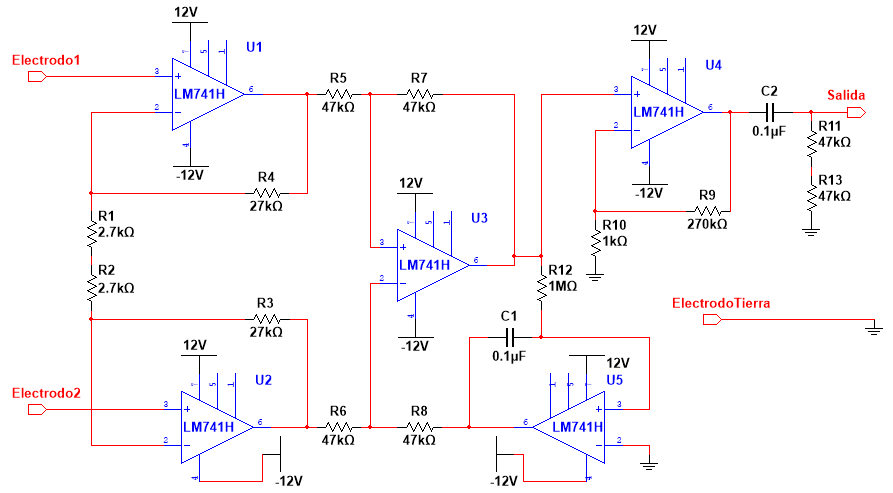 Electrodo1
12V
7
5
1
U1
3
2
6
4
LM741H
-12V
R5
47kΩ
R7
47kΩ
R4
27kΩ
R1
2.7kΩ
R2
2.7kΩ
R3
27kΩ
12V
7
5
1
U3
3
2
6
4
LM741H
-12V
12V
7
5
1
U4
3
2
6
4
LM741H
-12V
C2
0.1µF
Salida
R11
47kΩ
R13
47kΩ
R9
270kΩ
R10
1kΩ
R12
1MΩ
C1
0.1µF
ElectrodoTierra
Electrodo2
12V
7
5
1
U2
3
2
6
4
LM741H
-12V
R6
47kΩ
R8
47kΩ
12V
1
5
7
U5
3
2
6
4
LM741H
-12V